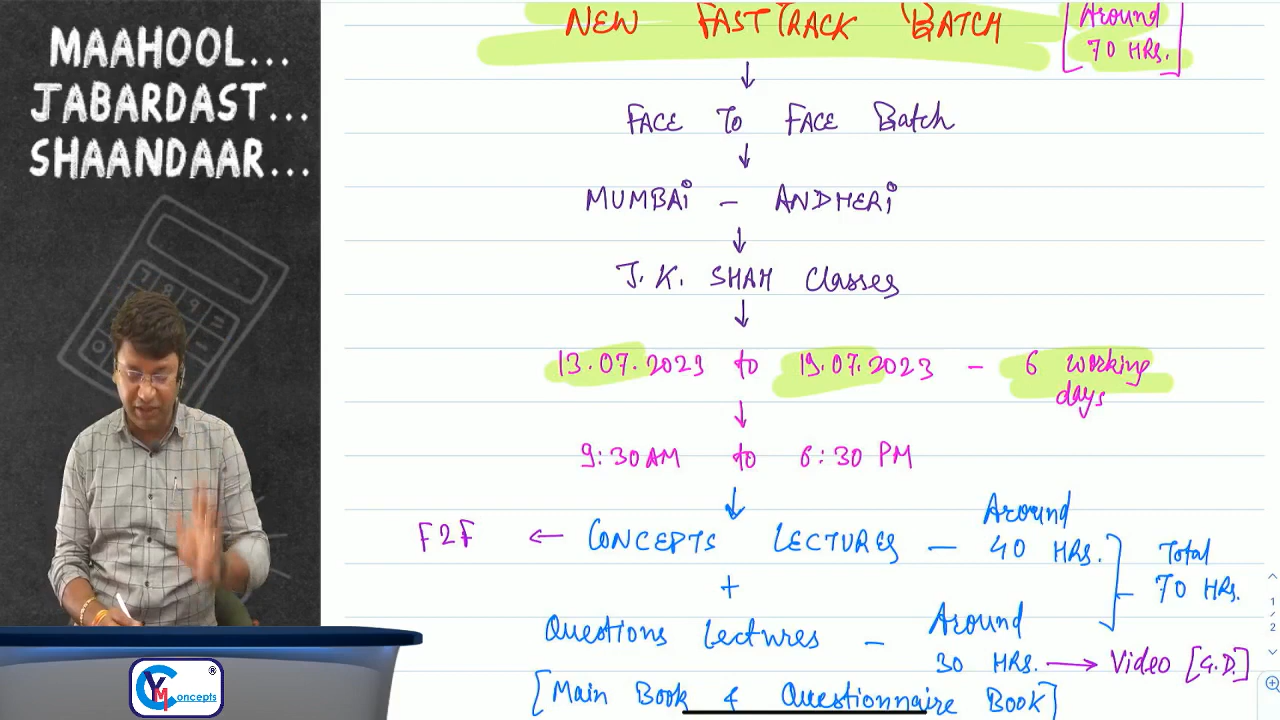 MAAHOOL...
JABARDAST...
SHAANDAAR...
NEW FASTTRACK BATCH [Around 70 HRS.]
↓
FACE To FACE Batch
↓
MUMBAi - ANDHERi
↓
J.K. SHAH Classes
↓
13.07.2023 to 19.07.2023 - 6 working days
↓
9:30 AM to 6:30 PM
↓
F2F ← CONCEPTS LECTURES - Around 40 HRS.
+
Total 70 HRS.
Questions Lectures - Around 30 HRS. → Video [G.D.]
[Main Book & Questionnaire BOOK]
YM Concepts ®
1 / 2